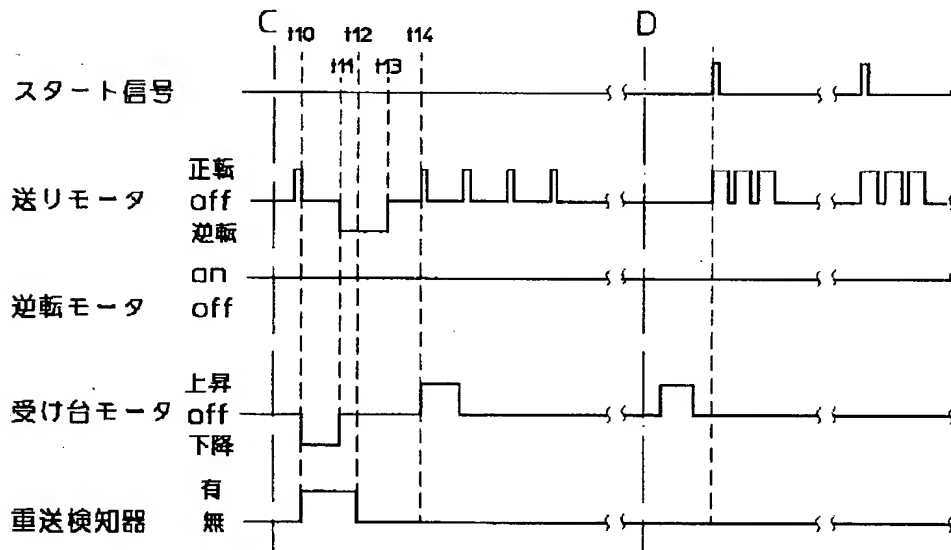 C t10 t12 t14 D
t11 t13
スタート信号
正転
送りモータ off
逆転
on
逆転モータ off
上昇
受け台モータ off
下降
有
重送検知器 無